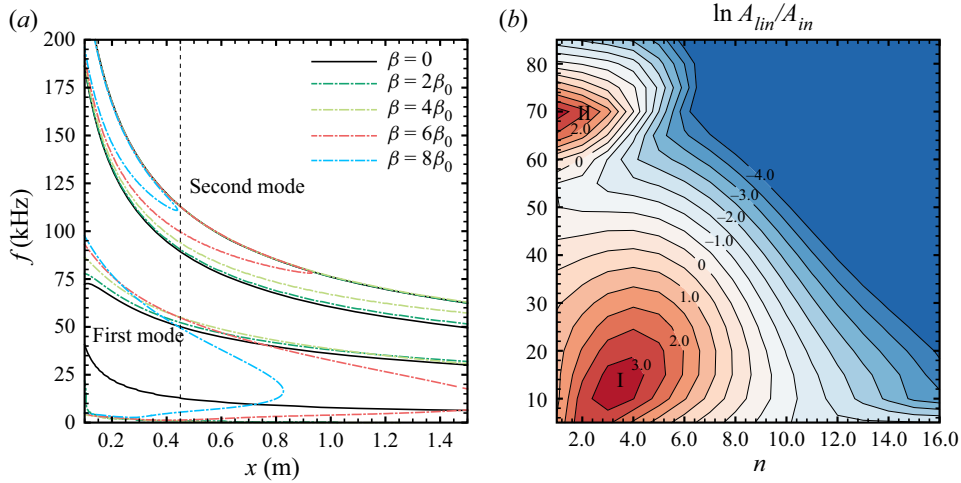 (a)
200
175
150
125
100
75
50
25
0
f (kHz)
0.2
0.4
0.6
0.8
1.0
1.2
1.4
x (m)
β = 0
β = 2β₀
β = 4β₀
β = 6β₀
β = 8β₀
Second mode
First mode
(b)
ln A_lin/A_in
80
70
60
50
40
30
20
10
2.0
4.0
6.0
8.0
10.0
12.0
14.0
16.0
n
II
2.0
0
−4.0
−3.0
−2.0
−1.0
0
1.0
2.0
3.0
I